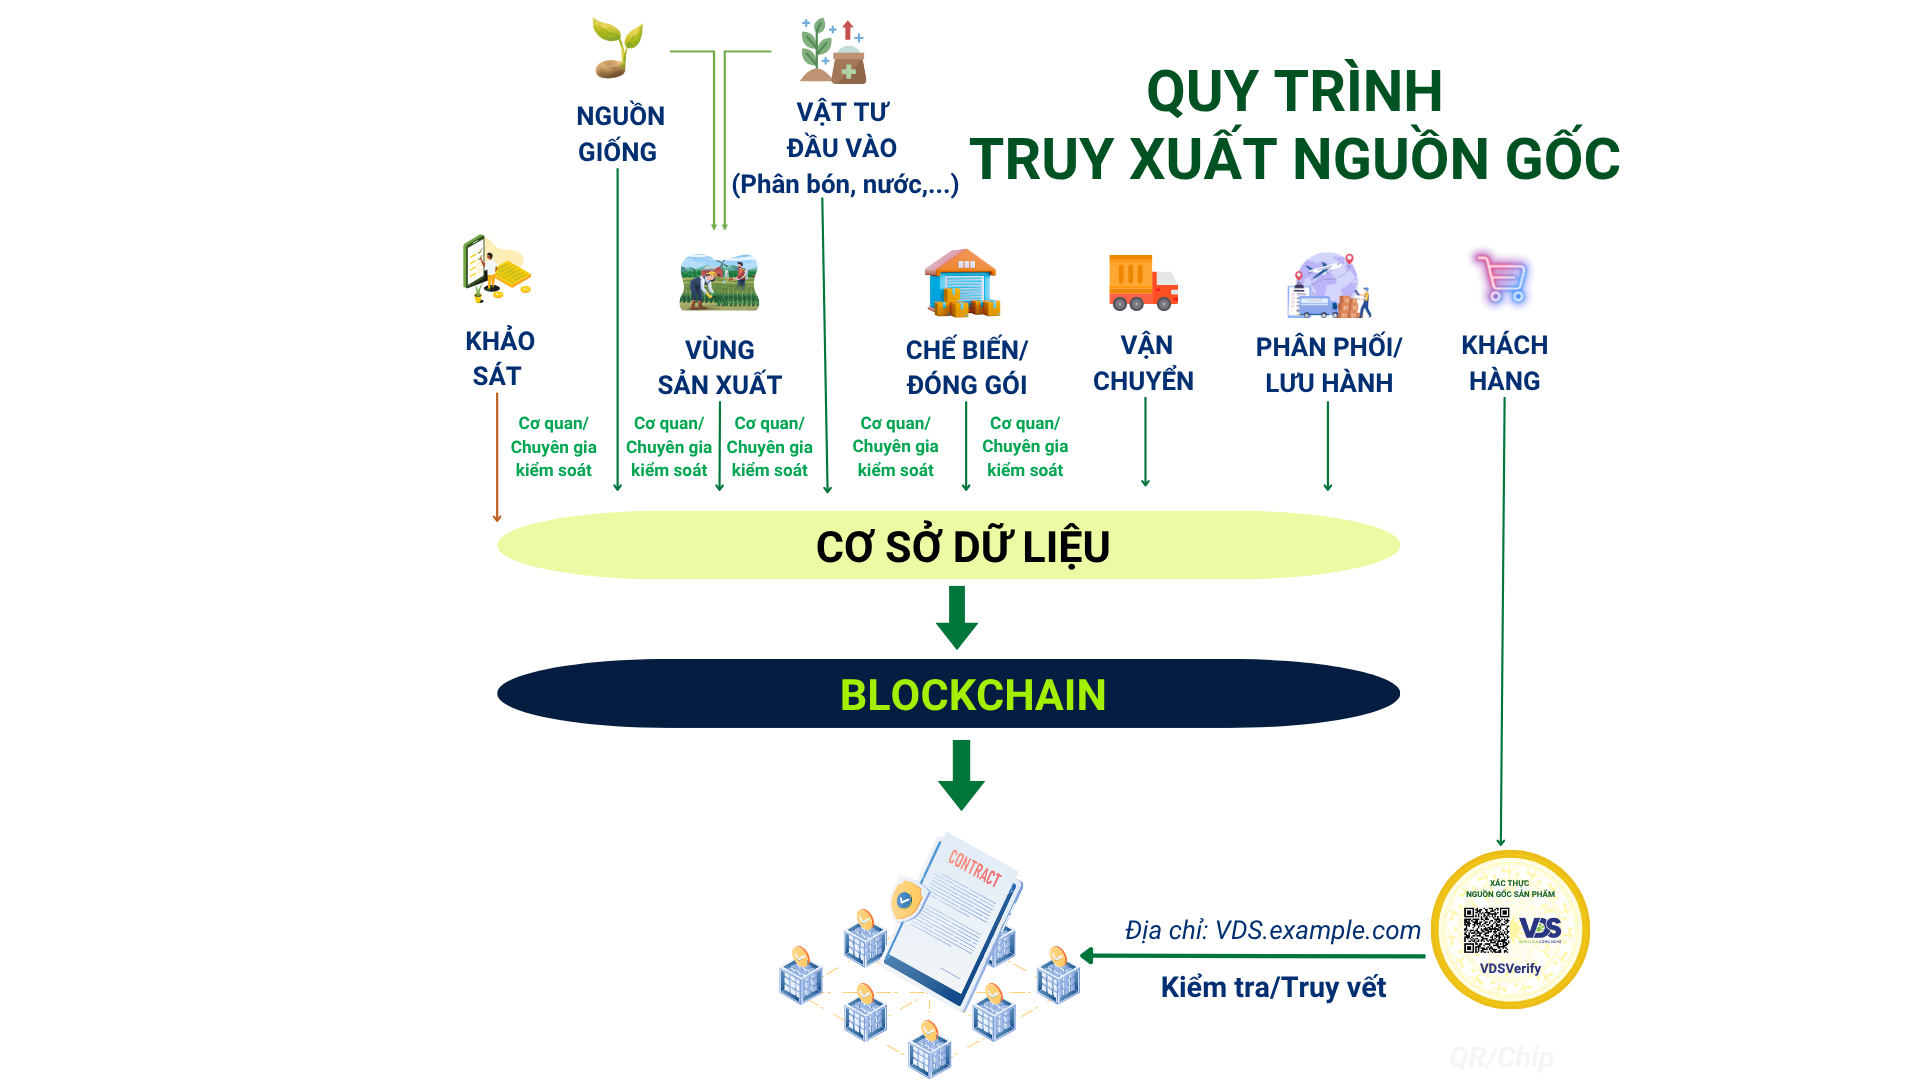 QUY TRÌNH
TRUY XUẤT NGUỒN GỐC
NGUỒN
GIỐNG
VẬT TƯ
ĐẦU VÀO
(Phân bón, nước,...)
KHẢO
SÁT
VÙNG
SẢN XUẤT
CHẾ BIẾN/
ĐÓNG GÓI
VẬN
CHUYỂN
PHÂN PHỐI/
LƯU HÀNH
KHÁCH
HÀNG
Cơ quan/
Chuyên gia
kiểm soát
Cơ quan/
Chuyên gia
kiểm soát
Cơ quan/
Chuyên gia
kiểm soát
Cơ quan/
Chuyên gia
kiểm soát
Cơ quan/
Chuyên gia
kiểm soát
CƠ SỞ DỮ LIỆU
BLOCKCHAIN
CONTRACT
Địa chỉ: VDS.example.com
Kiểm tra/Truy vết
XÁC THỰC
NGUỒN GỐC SẢN PHẨM
VDS
VDSVerify
QR/Chip